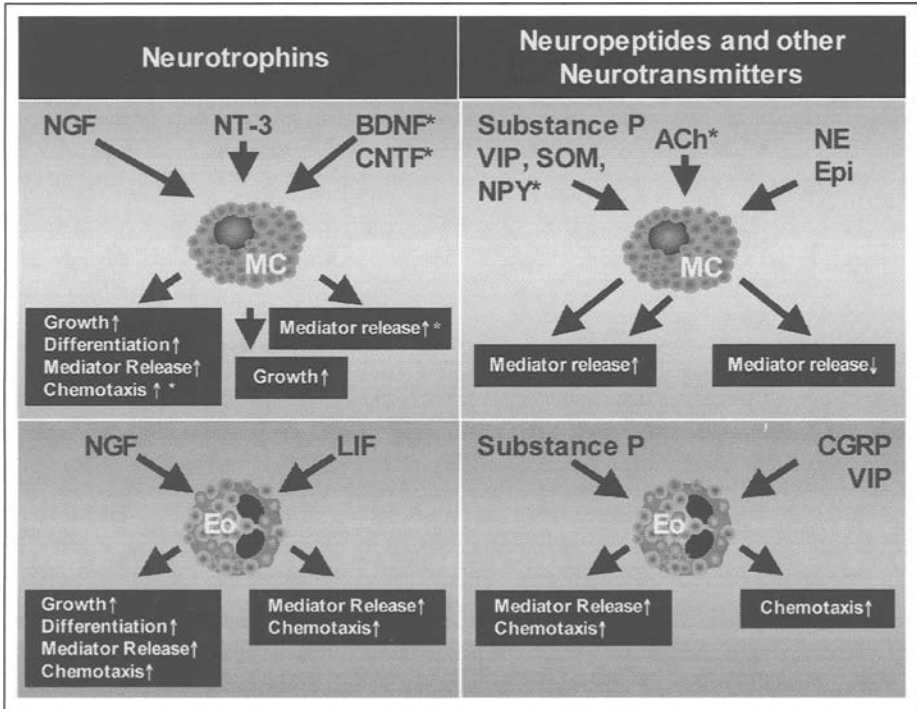 Neurotrophins
Neuropeptides and other
Neurotransmitters
NGF
NT-3
BDNF*
CNTF*
MC
Growth↑
Differentiation↑
Mediator Release↑
Chemotaxis ↑ *
Growth↑
Mediator release↑ *
Substance P
VIP, SOM,
NPY*
ACh*
NE
Epi
MC
Mediator release↑
Mediator release↓
NGF
LIF
Eo
Growth↑
Differentiation↑
Mediator Release↑
Chemotaxis↑
Mediator Release↑
Chemotaxis↑
Substance P
CGRP
VIP
Eo
Mediator Release↑
Chemotaxis↑
Chemotaxis↑